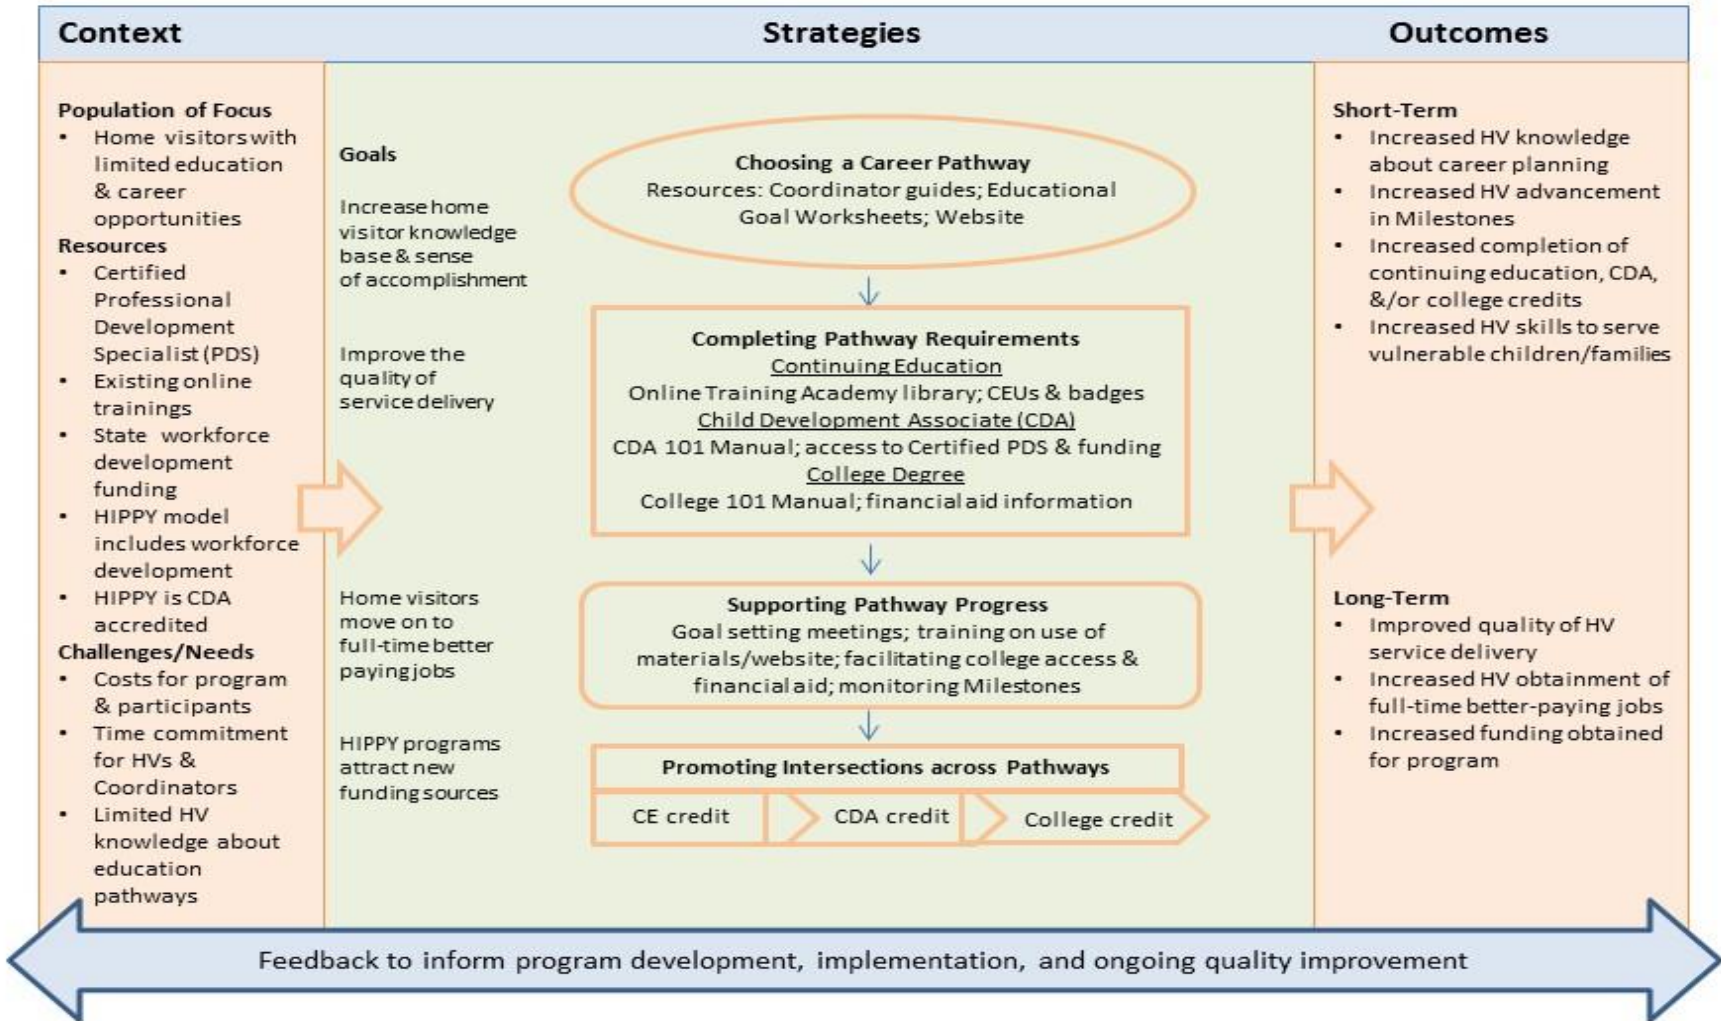 Context
Strategies
Outcomes
Population of Focus
• Home visitors with
limited education
& career
opportunities
Resources
• Certified
Professional
Development
Specialist (PDS)
• Existing online
trainings
• State workforce
development
funding
• HIPPY model
includes workforce
development
• HIPPY is CDA
accredited
Challenges/Needs
• Costs for program
& participants
• Time commitment
for HVs &
Coordinators
• Limited HV
knowledge about
education
pathways
Goals
Increase home
visitor knowledge
base & sense
of accomplishment
Improve the
quality of
service delivery
Home visitors
move on to
full-time better
paying jobs
HIPPY programs
attract new
funding sources
Choosing a Career Pathway
Resources: Coordinator guides; Educational
Goal Worksheets; Website
Completing Pathway Requirements
Continuing Education
Online Training Academy library; CEUs & badges
Child Development Associate (CDA)
CDA 101 Manual; access to Certified PDS & funding
College Degree
College 101 Manual; financial aid information
Supporting Pathway Progress
Goal setting meetings; training on use of
materials/website; facilitating college access &
financial aid; monitoring Milestones
Promoting Intersections across Pathways
CE credit
CDA credit
College credit
Short-Term
• Increased HV knowledge
about career planning
• Increased HV advancement
in Milestones
• Increased completion of
continuing education, CDA,
&/or college credits
• Increased HV skills to serve
vulnerable children/families
Long-Term
• Improved quality of HV
service delivery
• Increased HV obtainment of
full-time better-paying jobs
• Increased funding obtained
for program
Feedback to inform program development, implementation, and ongoing quality improvement